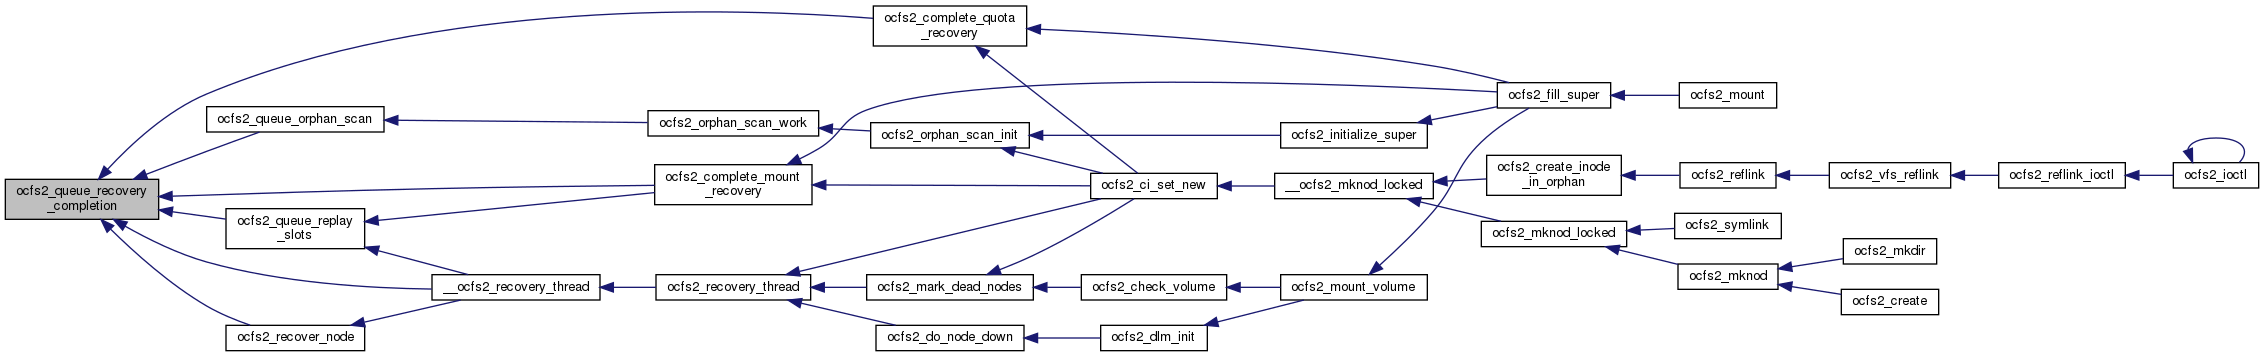 ocfs2_queue_recovery
_completion
ocfs2_complete_quota
_recovery
ocfs2_queue_orphan_scan
ocfs2_orphan_scan_work
ocfs2_orphan_scan_init
ocfs2_initialize_super
ocfs2_fill_super
ocfs2_mount
ocfs2_complete_mount
_recovery
ocfs2_queue_replay
_slots
ocfs2_ci_set_new
__ocfs2_mknod_locked
ocfs2_create_inode
_in_orphan
ocfs2_reflink
ocfs2_vfs_reflink
ocfs2_reflink_ioctl
ocfs2_ioctl
ocfs2_mknod_locked
ocfs2_symlink
ocfs2_mknod
ocfs2_mkdir
ocfs2_create
__ocfs2_recovery_thread
ocfs2_recovery_thread
ocfs2_mark_dead_nodes
ocfs2_check_volume
ocfs2_mount_volume
ocfs2_recover_node
ocfs2_do_node_down
ocfs2_dlm_init